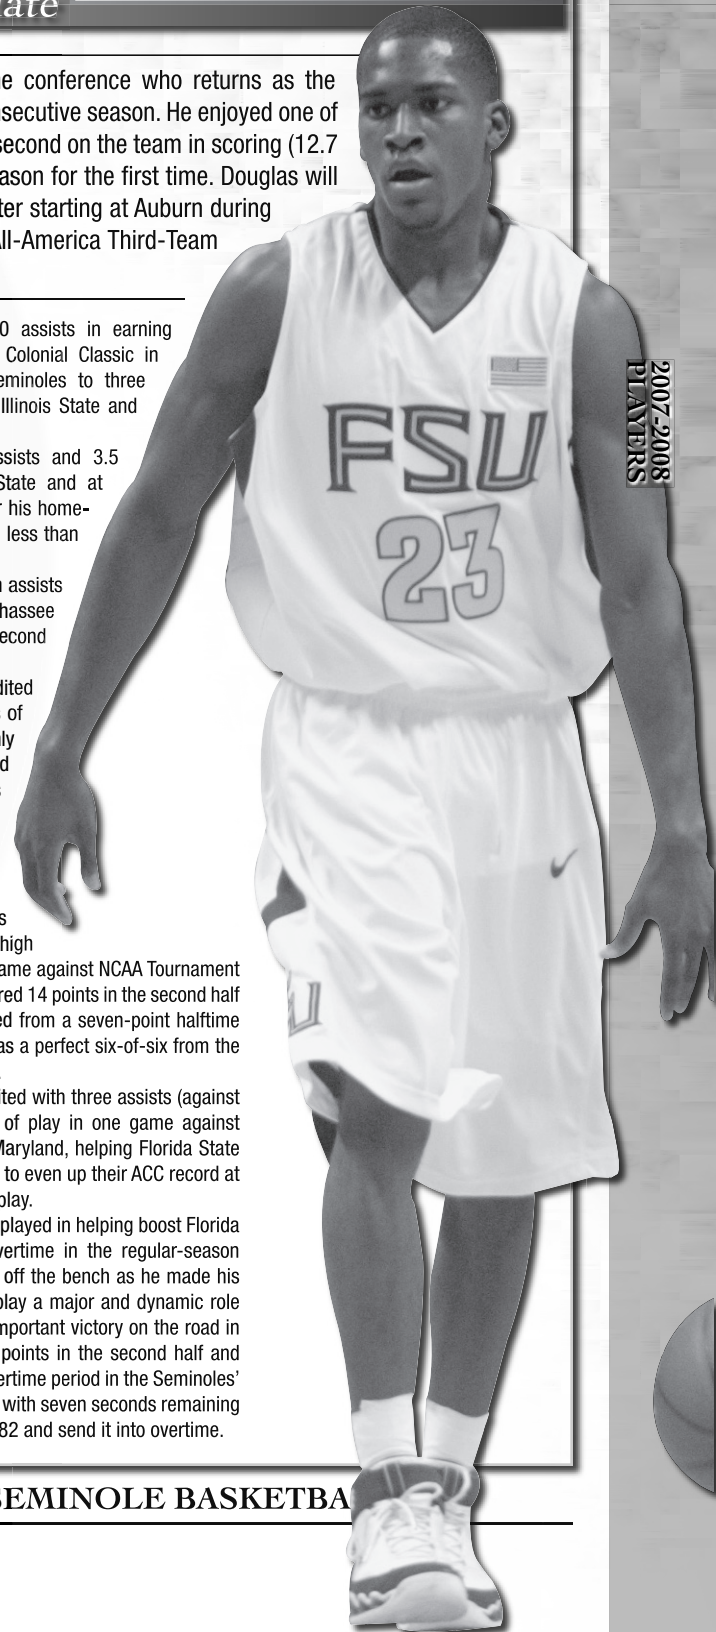 ate
e conference who returns as the
nsecutive season. He enjoyed one of
second on the team in scoring (12.7
ason for the first time. Douglas will
ter starting at Auburn during
All-America Third-Team
0 assists in earning
Colonial Classic in
eminoles to three
Illinois State and
ssists and 3.5
State and at
r his home-
less than
n assists
hassee
econd
dited
s of
nly
d
s
s
high
ame against NCAA Tournament
red 14 points in the second half
ed from a seven-point halftime
as a perfect six-of-six from the
ited with three assists (against
of play in one game against
Maryland, helping Florida State
to even up their ACC record at
play.
played in helping boost Florida
vertime in the regular-season
off the bench as he made his
play a major and dynamic role
mportant victory on the road in
points in the second half and
ertime period in the Seminoles’
with seven seconds remaining
82 and send it into overtime.
SEMINOLE BASKETBA
FSU
23
U
2007-2008
PLAYERS